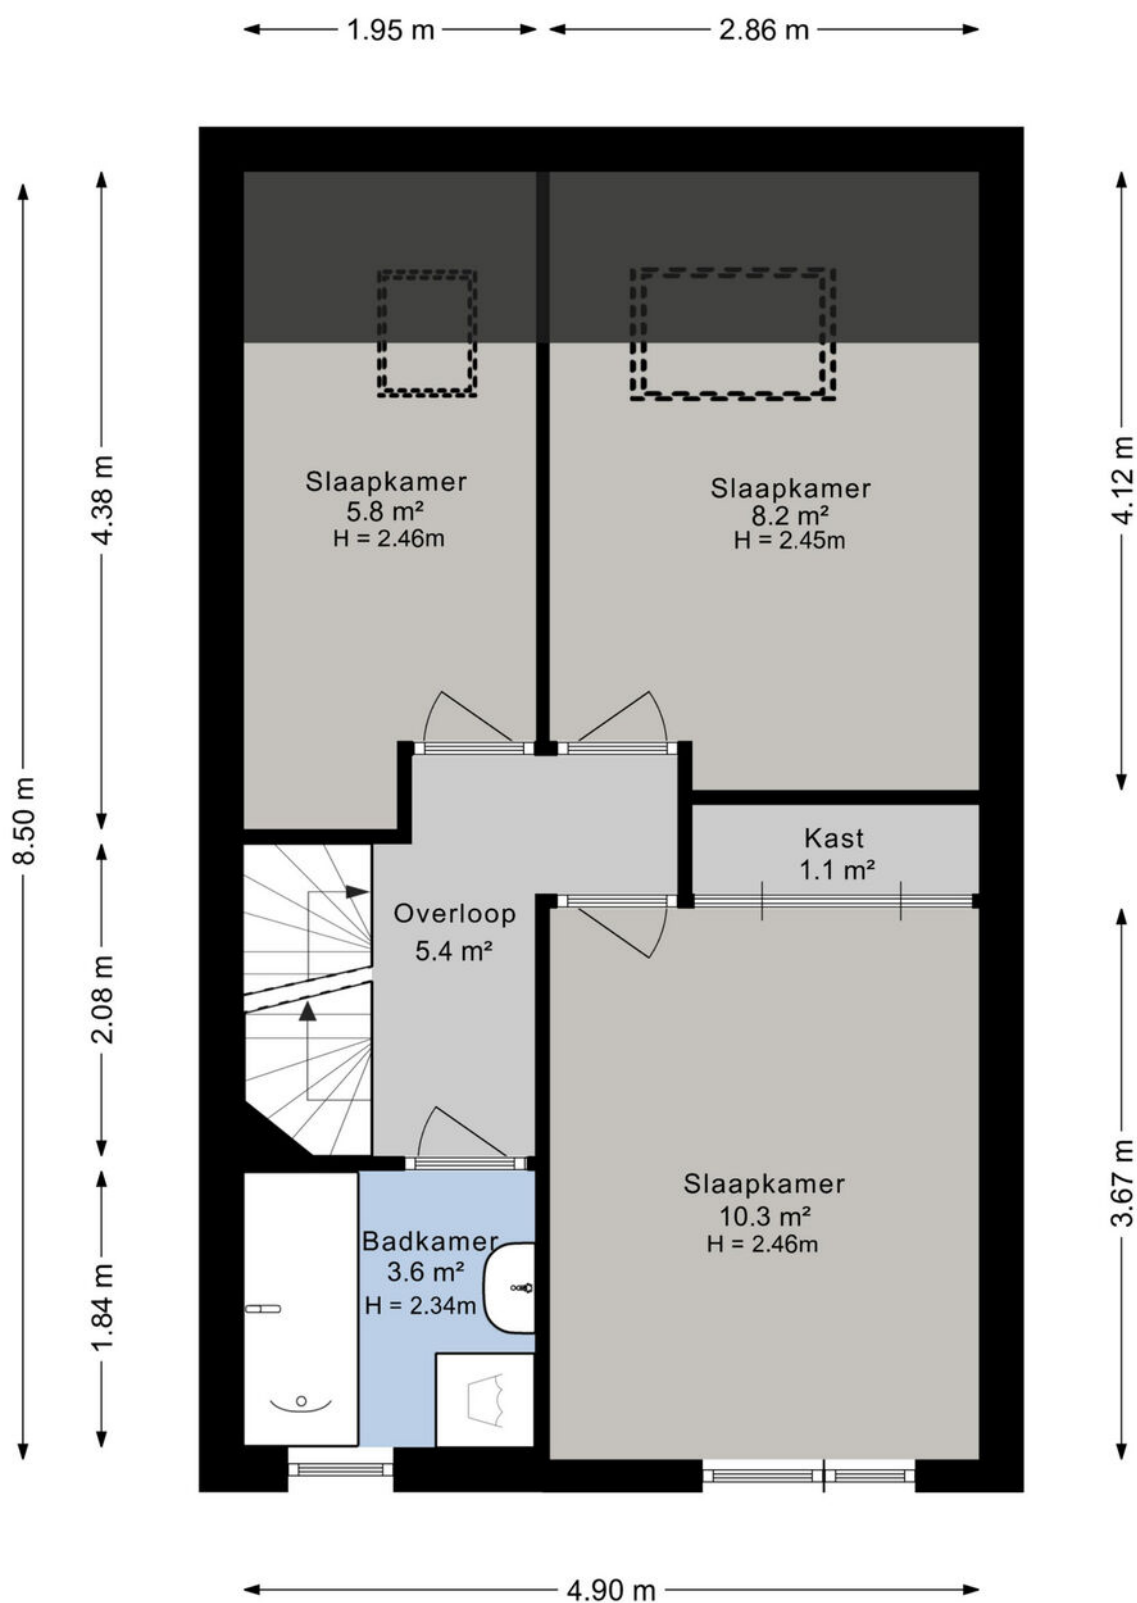 1.95 m
2.86 m
8.50 m
4.38 m
4.12 m
Slaapkamer
5.8 m²
H = 2.46m
Slaapkamer
8.2 m²
H = 2.45m
Kast
1.1 m²
Overloop
5.4 m²
2.08 m
Slaapkamer
10.3 m²
H = 2.46m
3.67 m
Badkamer
3.6 m²
H = 2.34m
1.84 m
4.90 m